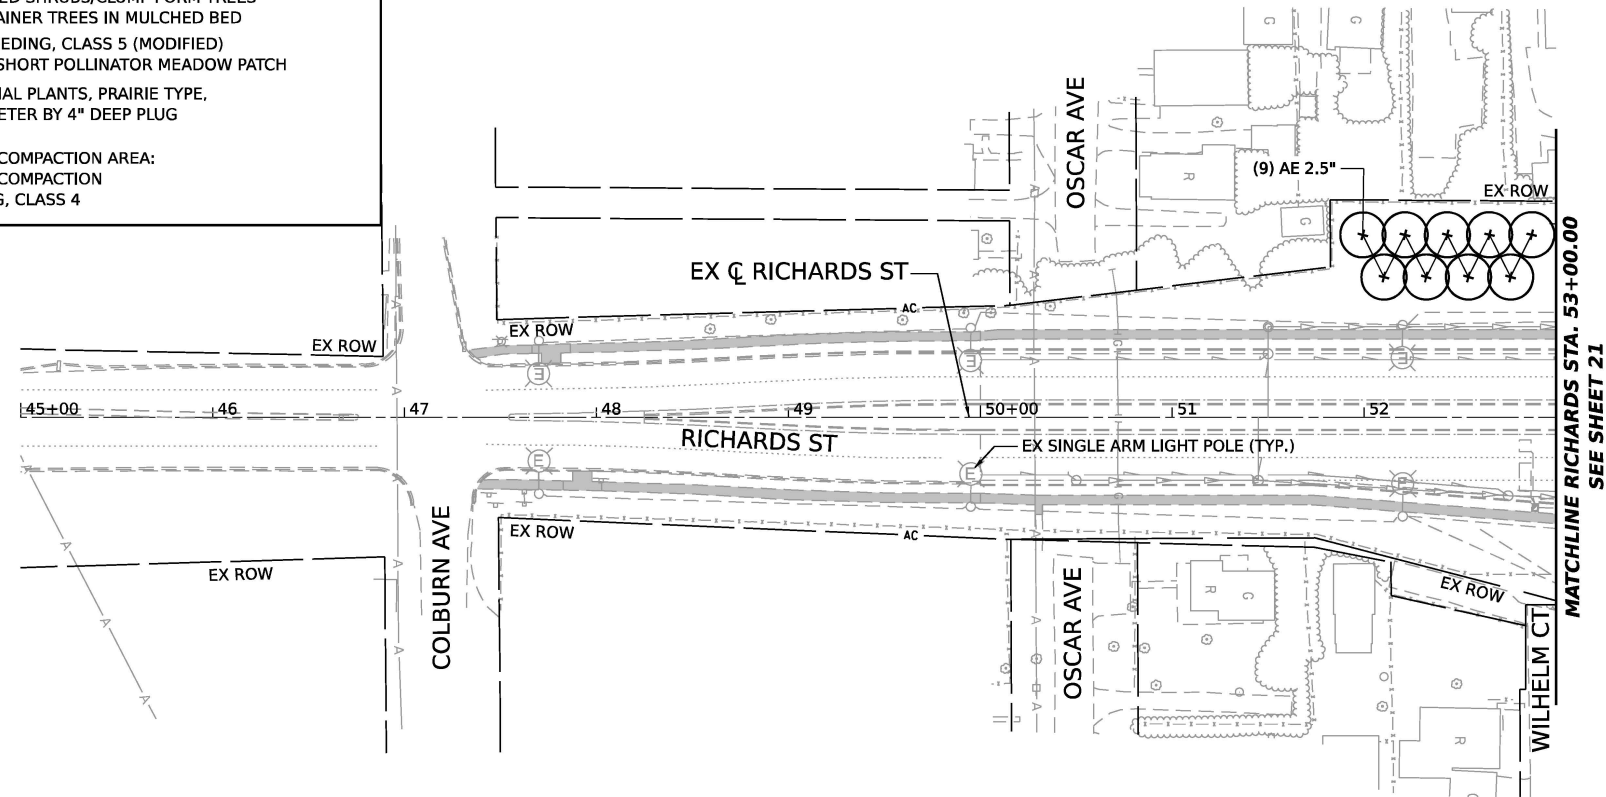 AINER TREES IN MULCHED BED
EDING, CLASS 5 (MODIFIED)
SHORT POLLINATOR MEADOW PATCH
IAL PLANTS, PRAIRIE TYPE,
ETER BY 4" DEEP PLUG
COMPACTION AREA:
COMPACTION
G, CLASS 4
OSCAR AVE
(9) AE 2.5"
EX ROW
EX ℄ RICHARDS ST
AC
EX ROW
EX ROW
45+00
46
47
48
49
50+00
51
52
RICHARDS ST
EX SINGLE ARM LIGHT POLE (TYP.)
MATCHLINE RICHARDS STA. 53+00.00
SEE SHEET 21
EX ROW
AC
EX ROW
COLBURN AVE
OSCAR AVE
EX ROW
WILHELM CT
G
G
R
G
E
E
E
E
E
E
R
G
R
A
A
A
A
A
A